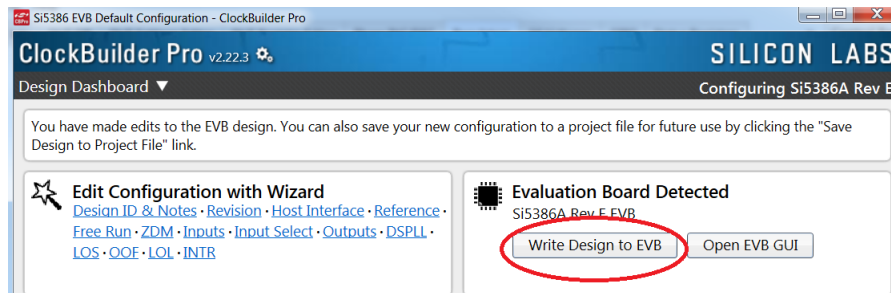 Si5386 EVB Default Configuration - ClockBuilder Pro
ClockBuilder Pro v2.22.3
SILICON LABS
Design Dashboard ▼
Configuring Si5386A Rev E
You have made edits to the EVB design. You can also save your new configuration to a project file for future use by clicking the "Save
Design to Project File" link.
Edit Configuration with Wizard
Design ID & Notes · Revision · Host Interface · Reference ·
Free Run · ZDM · Inputs · Input Select · Outputs · DSPLL ·
LOS · OOF · LOL · INTR
Evaluation Board Detected
Si5386A Rev E EVB
Write Design to EVB
Open EVB GUI